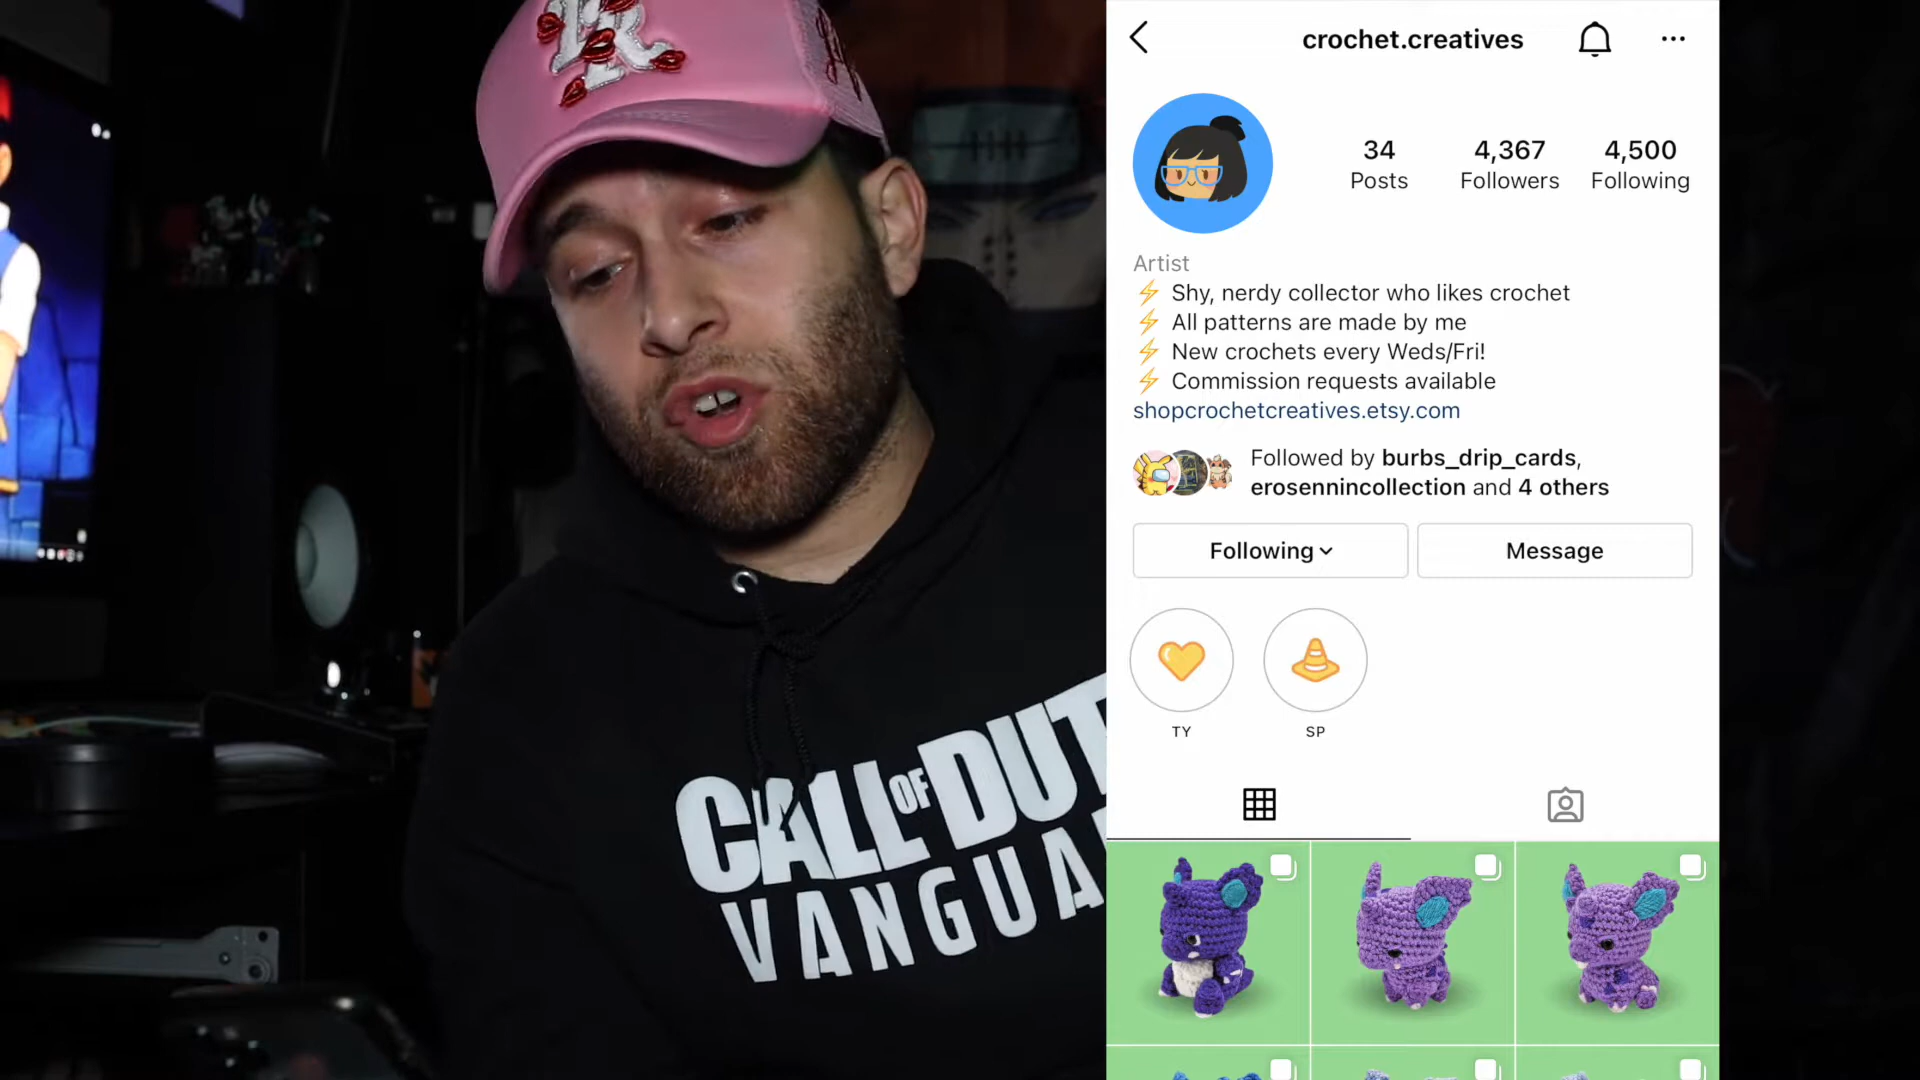 crochet.creatives
34
Posts
4,367
Followers
4,500
Following
Artist
⚡ Shy, nerdy collector who likes crochet
⚡ All patterns are made by me
⚡ New crochets every Weds/Fri!
⚡ Commission requests available
shopcrochetcreatives.etsy.com
Followed by burbs_drip_cards,
erosennincollection and 4 others
Following
Message
TY
SP
CALL OF DUT
VANGUA